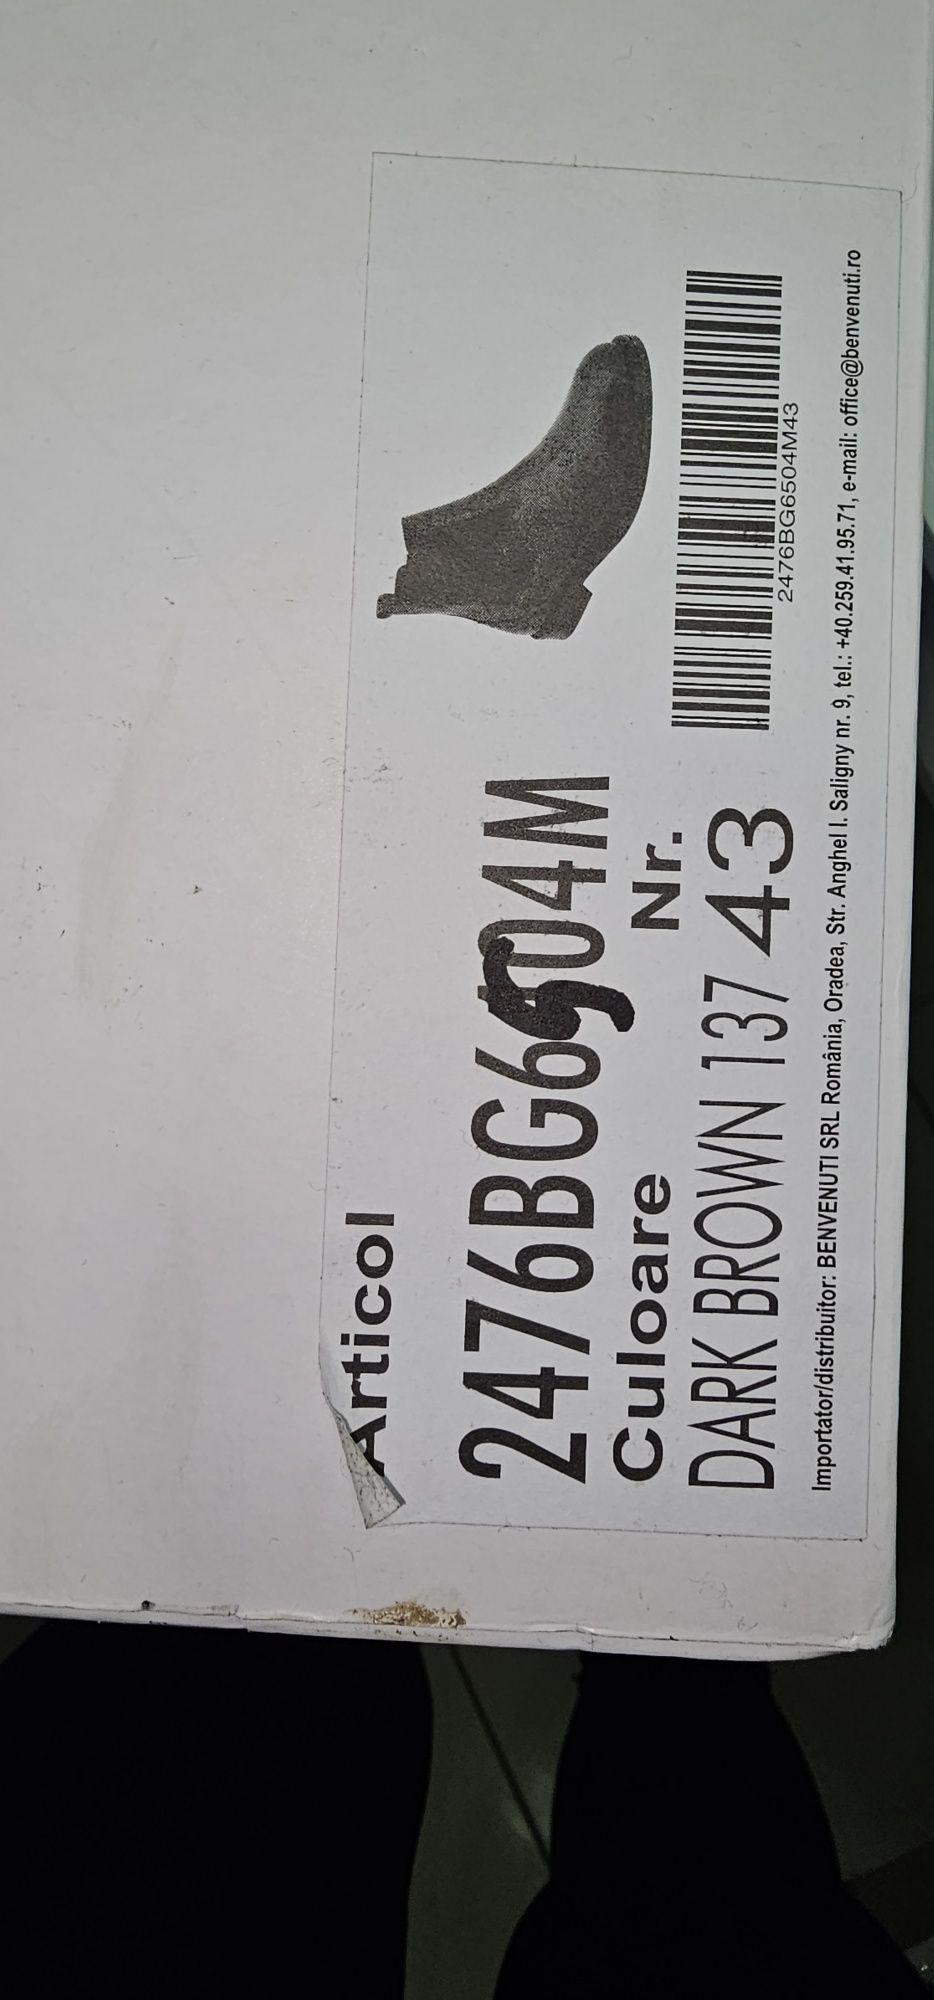 Articol
2476BG6504M
Culoare Nr.
DARK BROWN 137 43
2476BG6504M43
Importator/distribuitor: BENVENUTI SRL România, Oradea, Str. Anghel I. Saligny nr. 9, tel.: +40.259.41.95.71, e-mail: office@benvenuti.ro